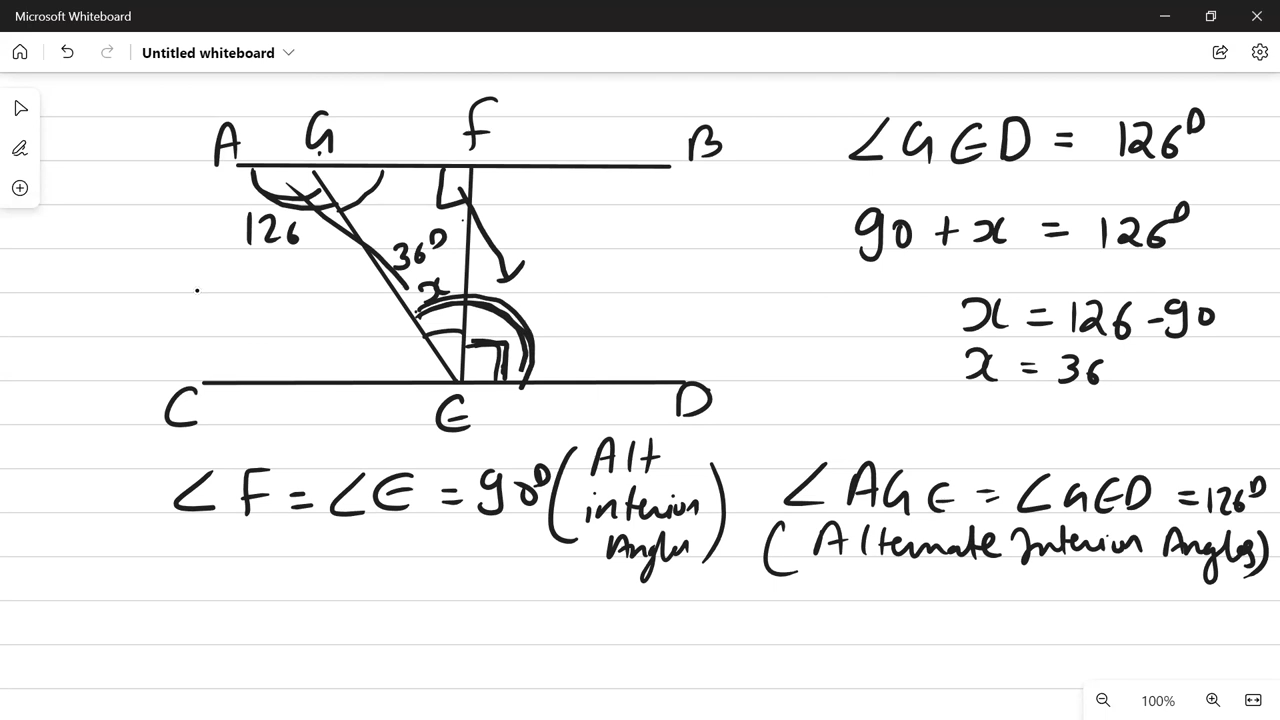 Microsoft Whiteboard
Untitled whiteboard
A G F B
126
36°
x
C E D
∠GED = 126°
90 + x = 126°
x = 126 - 90
x = 36
∠F = ∠E = 90° (Alt interior Angles)
∠AGE = ∠GED = 126°
(Alternate Interior Angles)
100%